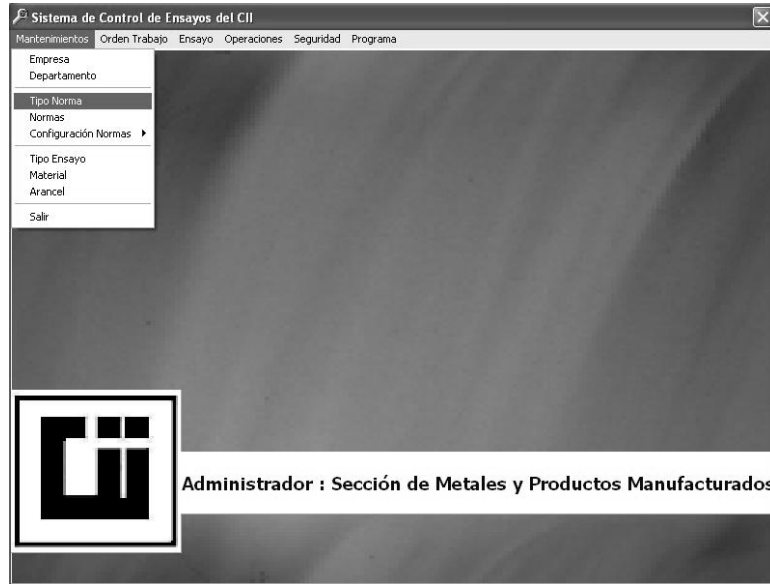 Sistema de Control de Ensayos del CII
Mantenimientos Orden Trabajo Ensayo Operaciones Seguridad Programa
Empresa
Departamento
Tipo Norma
Normas
Configuración Normas
Tipo Ensayo
Material
Arancel
Salir
Cii
Administrador : Sección de Metales y Productos Manufacturados